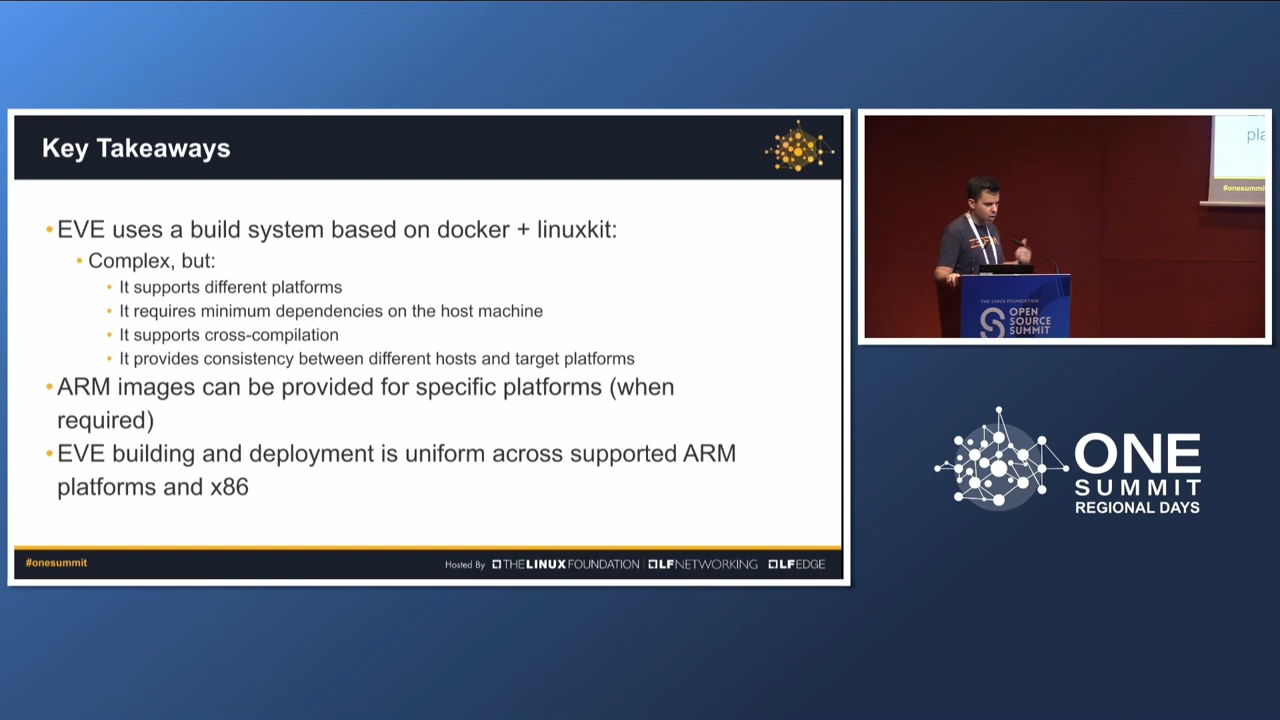 Key Takeaways
•EVE uses a build system based on docker + linuxkit:
• Complex, but:
• It supports different platforms
• It requires minimum dependencies on the host machine
• It supports cross-compilation
• It provides consistency between different hosts and target platforms
•ARM images can be provided for specific platforms (when
required)
•EVE building and deployment is uniform across supported ARM
platforms and x86
#onesummit
Hosted By THE LINUX FOUNDATION | LF NETWORKING LF EDGE
#onesummit
THE LINUX FOUNDATION
OPEN
SOURCE
SUMMIT
ONE
SUMMIT
REGIONAL DAYS